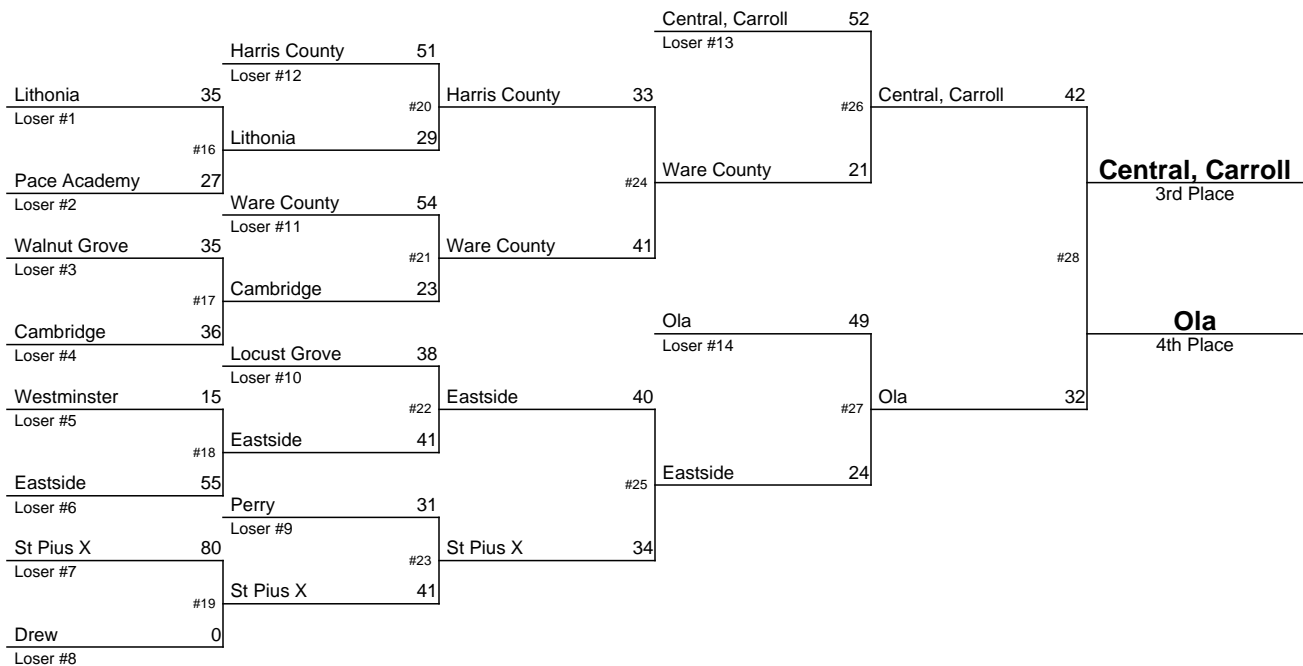 Central, Carroll 52
Loser #13
Harris County 51
Loser #12
Lithonia 35
Loser #1
#20
Harris County 33
#26
Central, Carroll 42
#16
Lithonia 29
Pace Academy 27
Loser #2
#24
Ware County 21
Central, Carroll
3rd Place
Ware County 54
Loser #11
Walnut Grove 35
Loser #3
#21
Ware County 41
#28
#17
Cambridge 23
Cambridge 36
Loser #4
Ola 49
Loser #14
Ola
4th Place
Locust Grove 38
Loser #10
Westminster 15
Loser #5
#22
Eastside 40
#27
Ola 32
#18
Eastside 41
Eastside 55
Loser #6
#25
Eastside 24
Perry 31
Loser #9
St Pius X 80
Loser #7
#23
St Pius X 34
#19
St Pius X 41
Drew 0
Loser #8